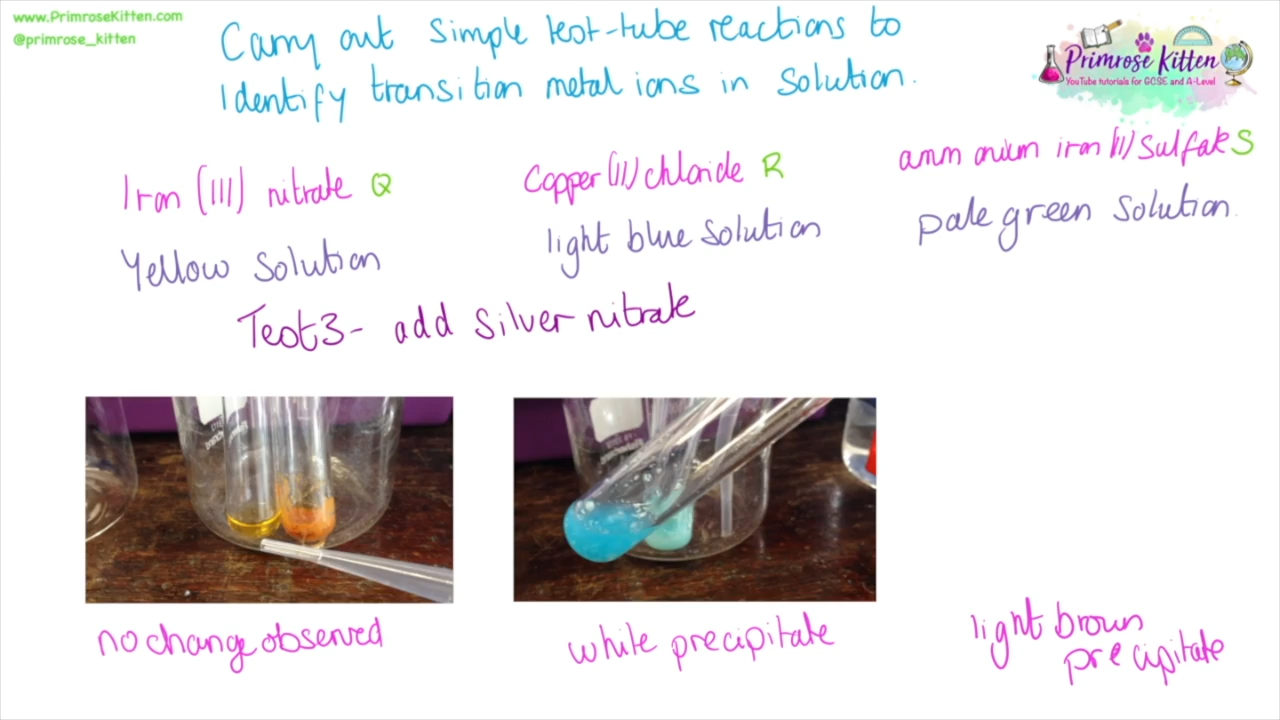 www.PrimroseKitten.com
@primrose_kitten
Carry out simple test-tube reactions to
Identify transition metal ions in solution.
Primrose Kitten
YouTube tutorials for GCSE and A-Level
Iron (III) nitrate Q
Copper(II) chloride R
ammonium iron (II) sulfate S
Yellow solution
light blue solution
pale green solution.
Test3- add silver nitrate
no change observed
white precipitate
light brown
precipitate